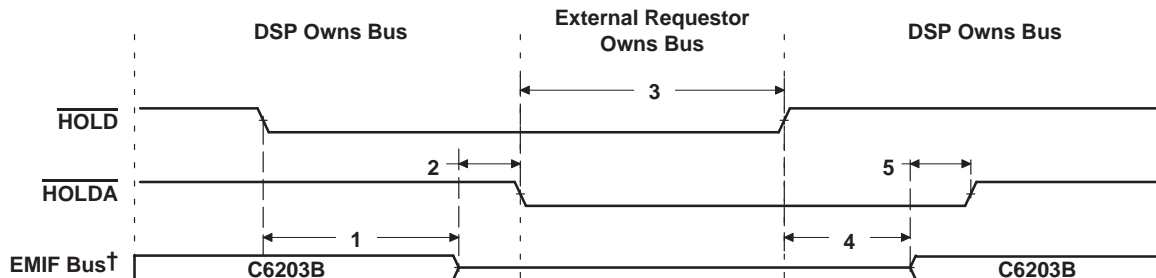 DSP Owns Bus
External Requestor
Owns Bus
DSP Owns Bus
3
HOLD
2
5
HOLDA
1
4
EMIF Bus†
C6203B
C6203B